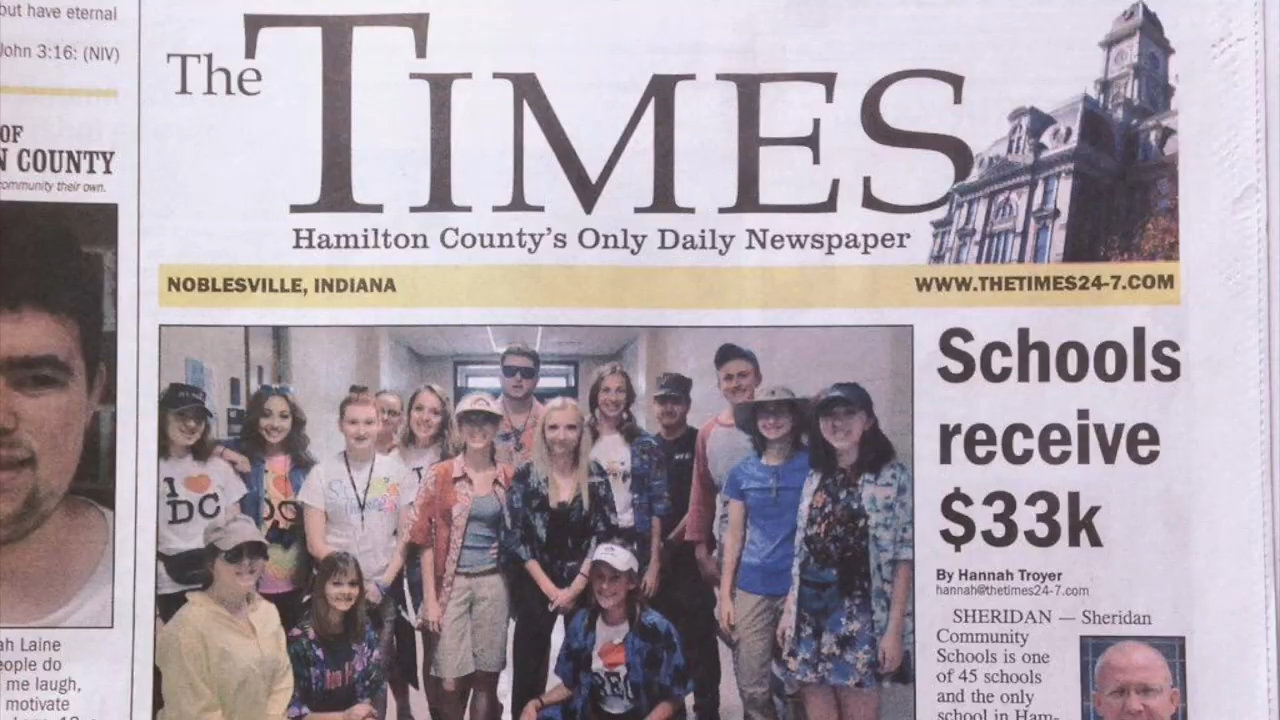 but have eternal
John 3:16: (NIV)
OF
N COUNTY
community their own.
ah Laine
eople do
me laugh,
motivate
The TIMES
Hamilton County's Only Daily Newspaper
NOBLESVILLE, INDIANA
WWW.THETIMES24-7.COM
I
DC
Schools
receive
$33k
By Hannah Troyer
hannah@thetimes24-7.com
SHERIDAN — Sheridan
Community
Schools is one
of 45 schools
and the only
school in Ham-